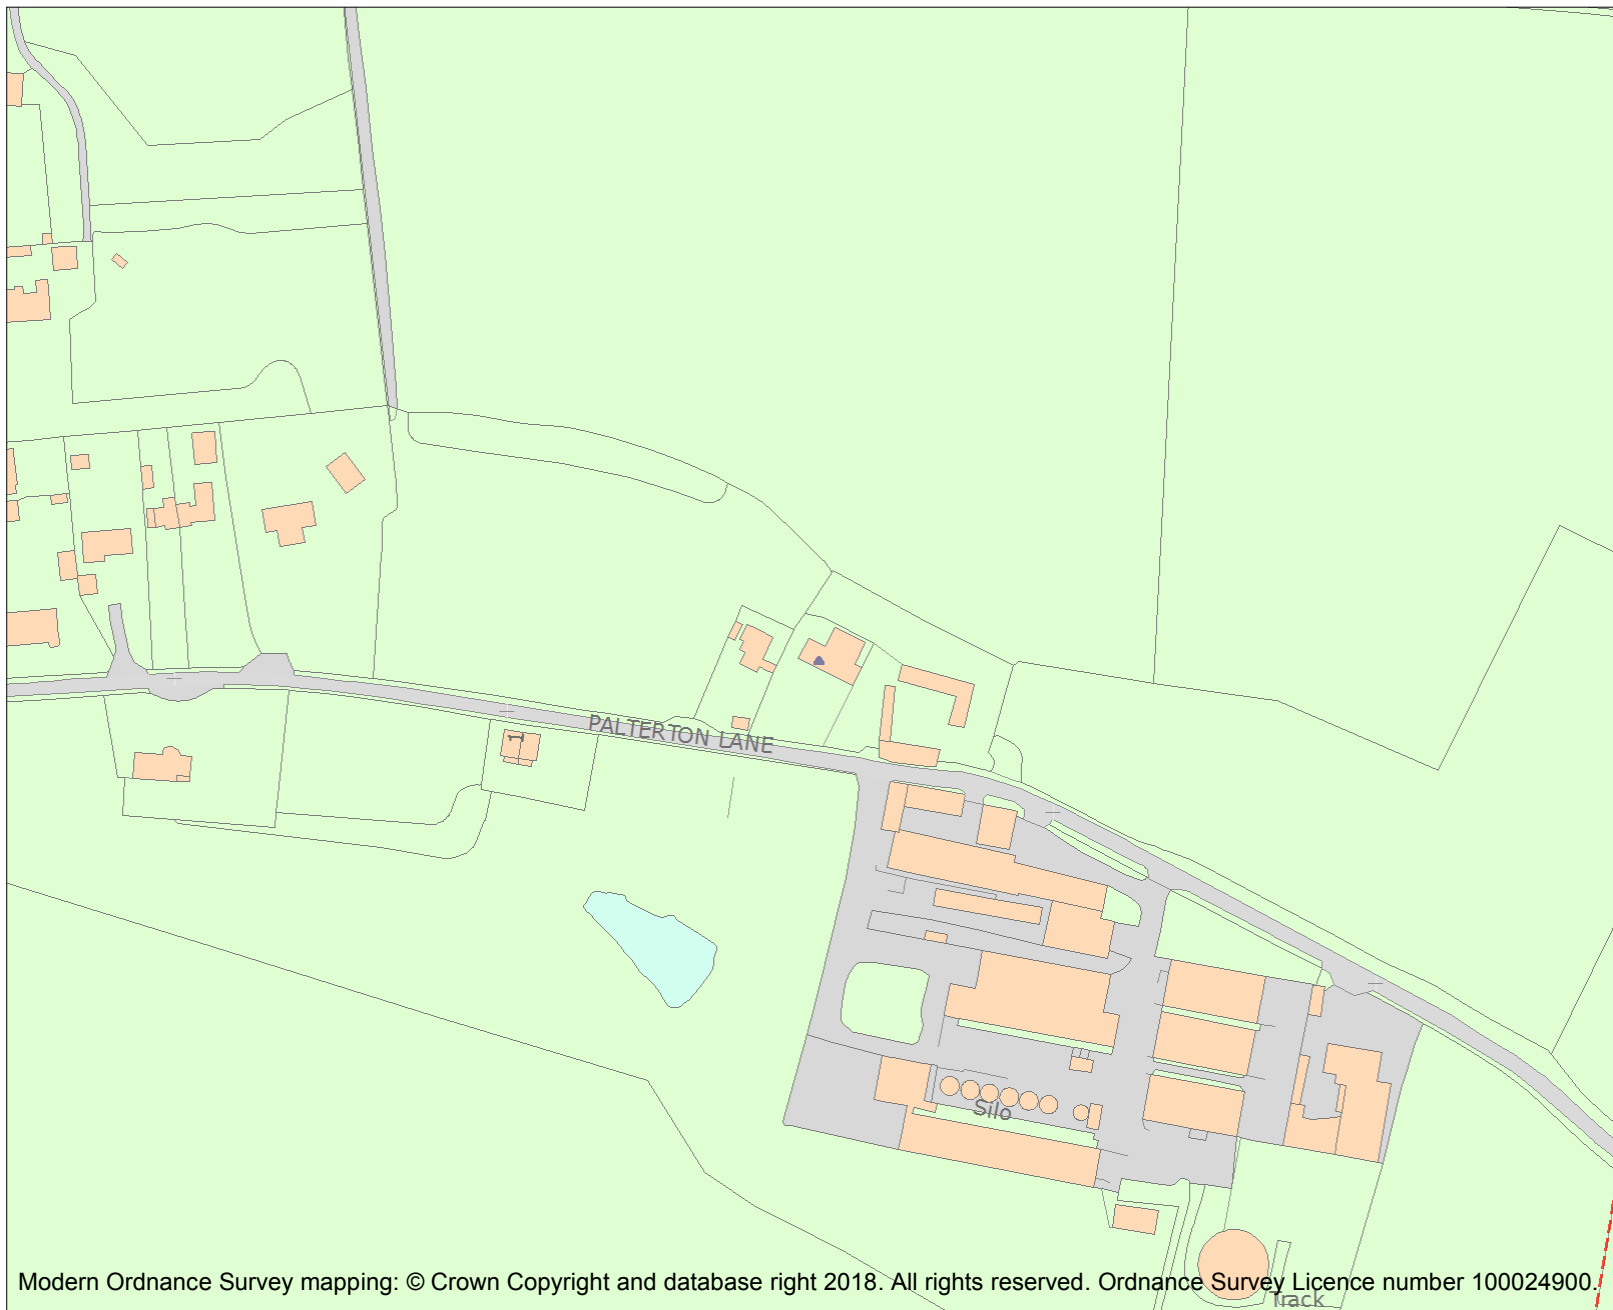 PALTERTON LANE
1
Silo
Modern Ordnance Survey mapping: © Crown Copyright and database right 2018. All rights reserved. Ordnance Survey Licence number 100024900.
Track